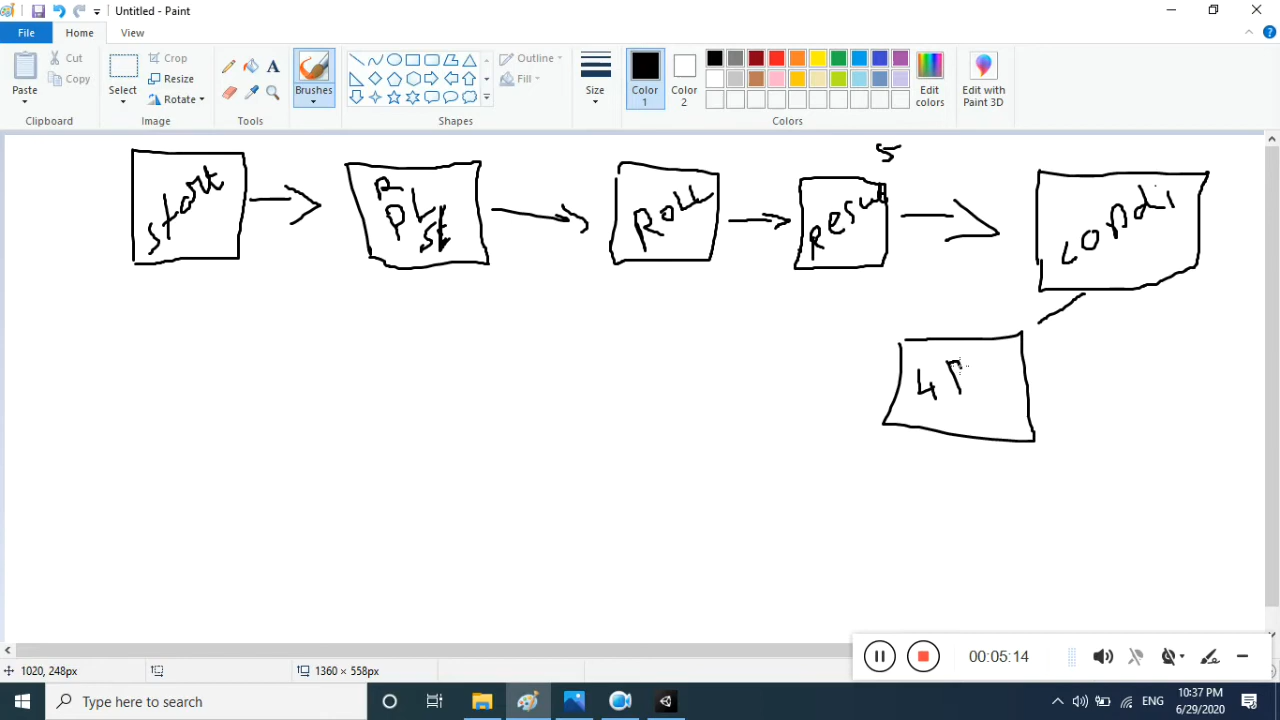 Untitled - Paint
File
Home
View
Paste
Cut
Copy
Clipboard
Select
Crop
Resize
Rotate
Image
Tools
Brushes
Outline
Fill
Shapes
Size
Color
1
Color
2
Edit
colors
Edit with
Paint 3D
Colors
5
Start
R
PL
St
Roll
Result
Condi
4
1020, 248px
1360 × 558px
00:05:14
Type here to search
ENG
10:37 PM
6/29/2020